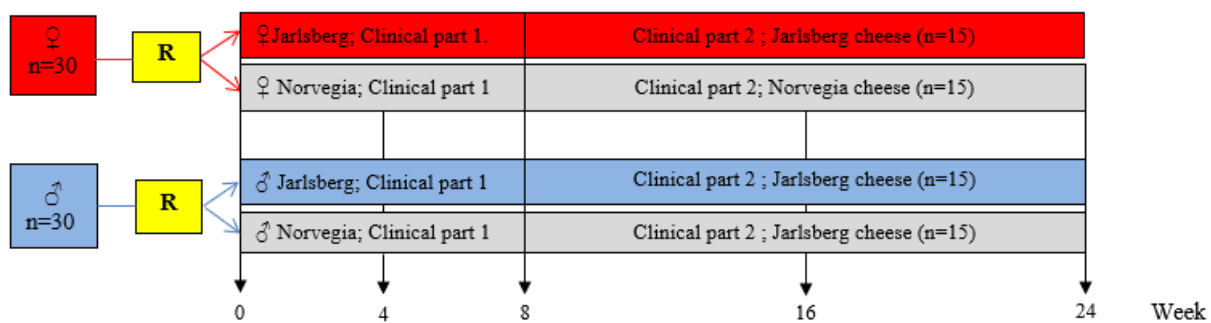 ♀
n=30
R
♀Jarlsberg; Clinical part 1.
Clinical part 2 ; Jarlsberg cheese (n=15)
♀ Norvegia; Clinical part 1
Clinical part 2; Norvegia cheese (n=15)
♂
n=30
R
♂ Jarlsberg; Clinical part 1
Clinical part 2 ; Jarlsberg cheese (n=15)
♂ Norvegia; Clinical part 1
Clinical part 2 ; Jarlsberg cheese (n=15)
0 4 8 16 24 Week